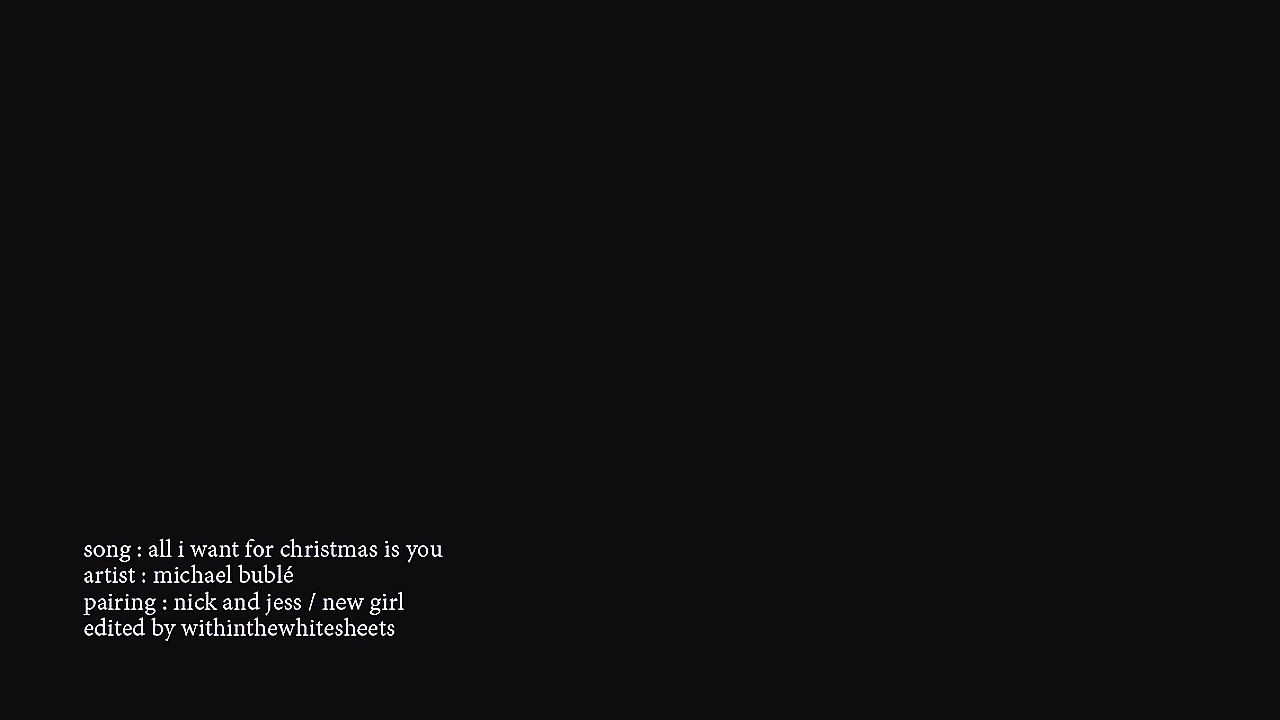 song : all i want for christmas is you
artist : michael bublé
pairing : nick and jess / new girl
edited by withinthewhitesheets